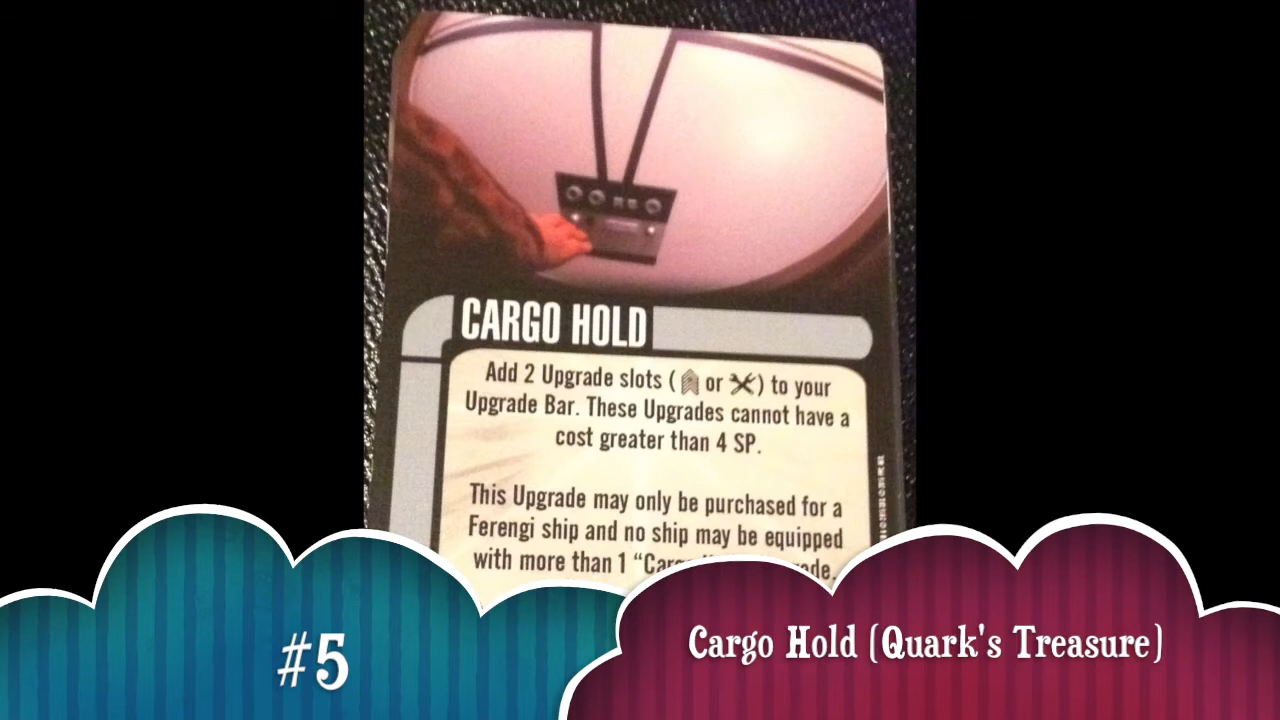 CARGO HOLD
Add 2 Upgrade slots ( or ) to your
Upgrade Bar. These Upgrades cannot have a
cost greater than 4 SP.
This Upgrade may only be purchased for a
Ferengi ship and no ship may be equipped
with more than 1
#5
Cargo Hold (Quark's Treasure)